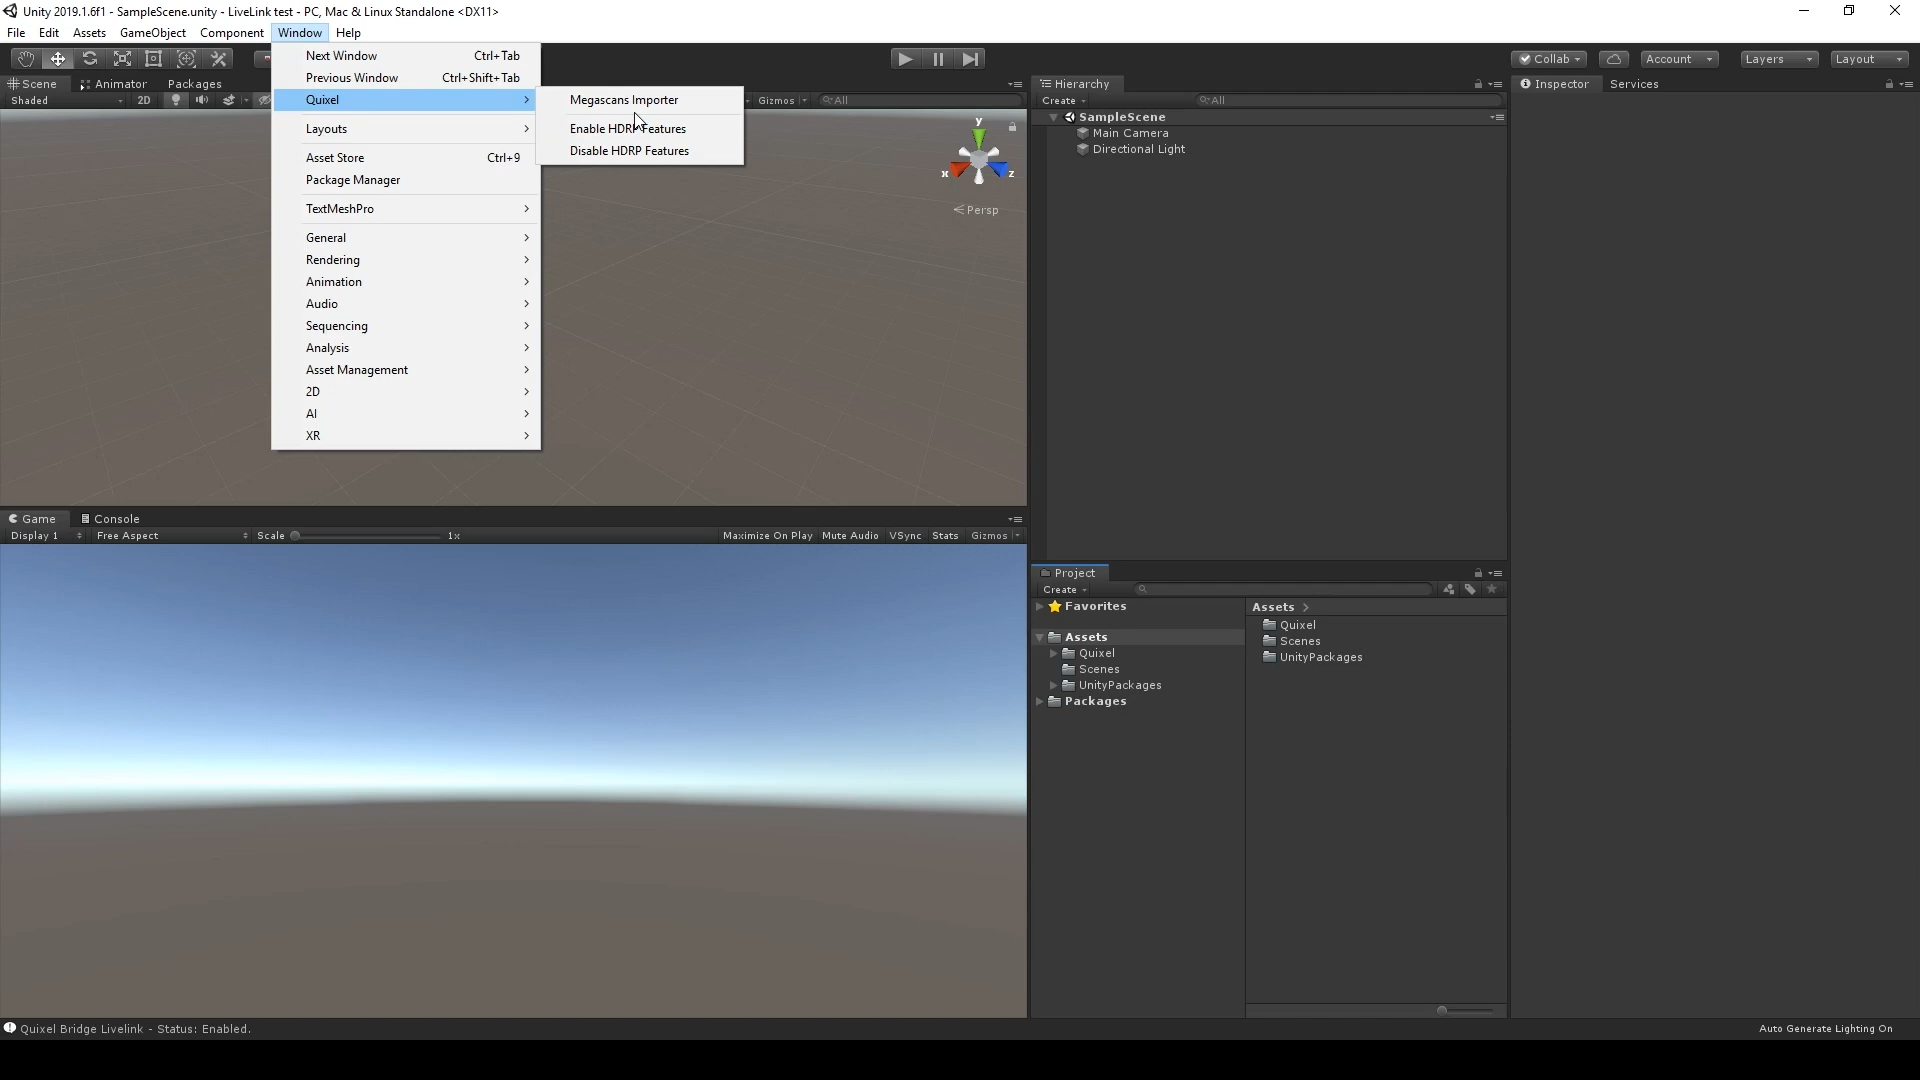 Unity 2019.1.6f1 - SampleScene.unity - LiveLink test - PC, Mac & Linux Standalone <DX11>
File Edit Assets GameObject Component Window Help
Collab Account Layers Layout
Scene Animator Packages
Shaded 2D Gizmos All
Next Window Ctrl+Tab
Previous Window Ctrl+Shift+Tab
Quixel
Layouts
Asset Store Ctrl+9
Package Manager
TextMeshPro
General
Rendering
Animation
Audio
Sequencing
Analysis
Asset Management
2D
AI
XR
Megascans Importer
Enable HDRP Features
Disable HDRP Features
y
x z
Persp
Hierarchy
Create All
SampleScene
Main Camera
Directional Light
Inspector Services
Game Console
Display 1 Free Aspect Scale 1x Maximize On Play Mute Audio VSync Stats Gizmos
Project
Create
Favorites
Assets
Quixel
Scenes
UnityPackages
Packages
Assets
Quixel
Scenes
UnityPackages
Quixel Bridge Livelink - Status: Enabled.
Auto Generate Lighting On